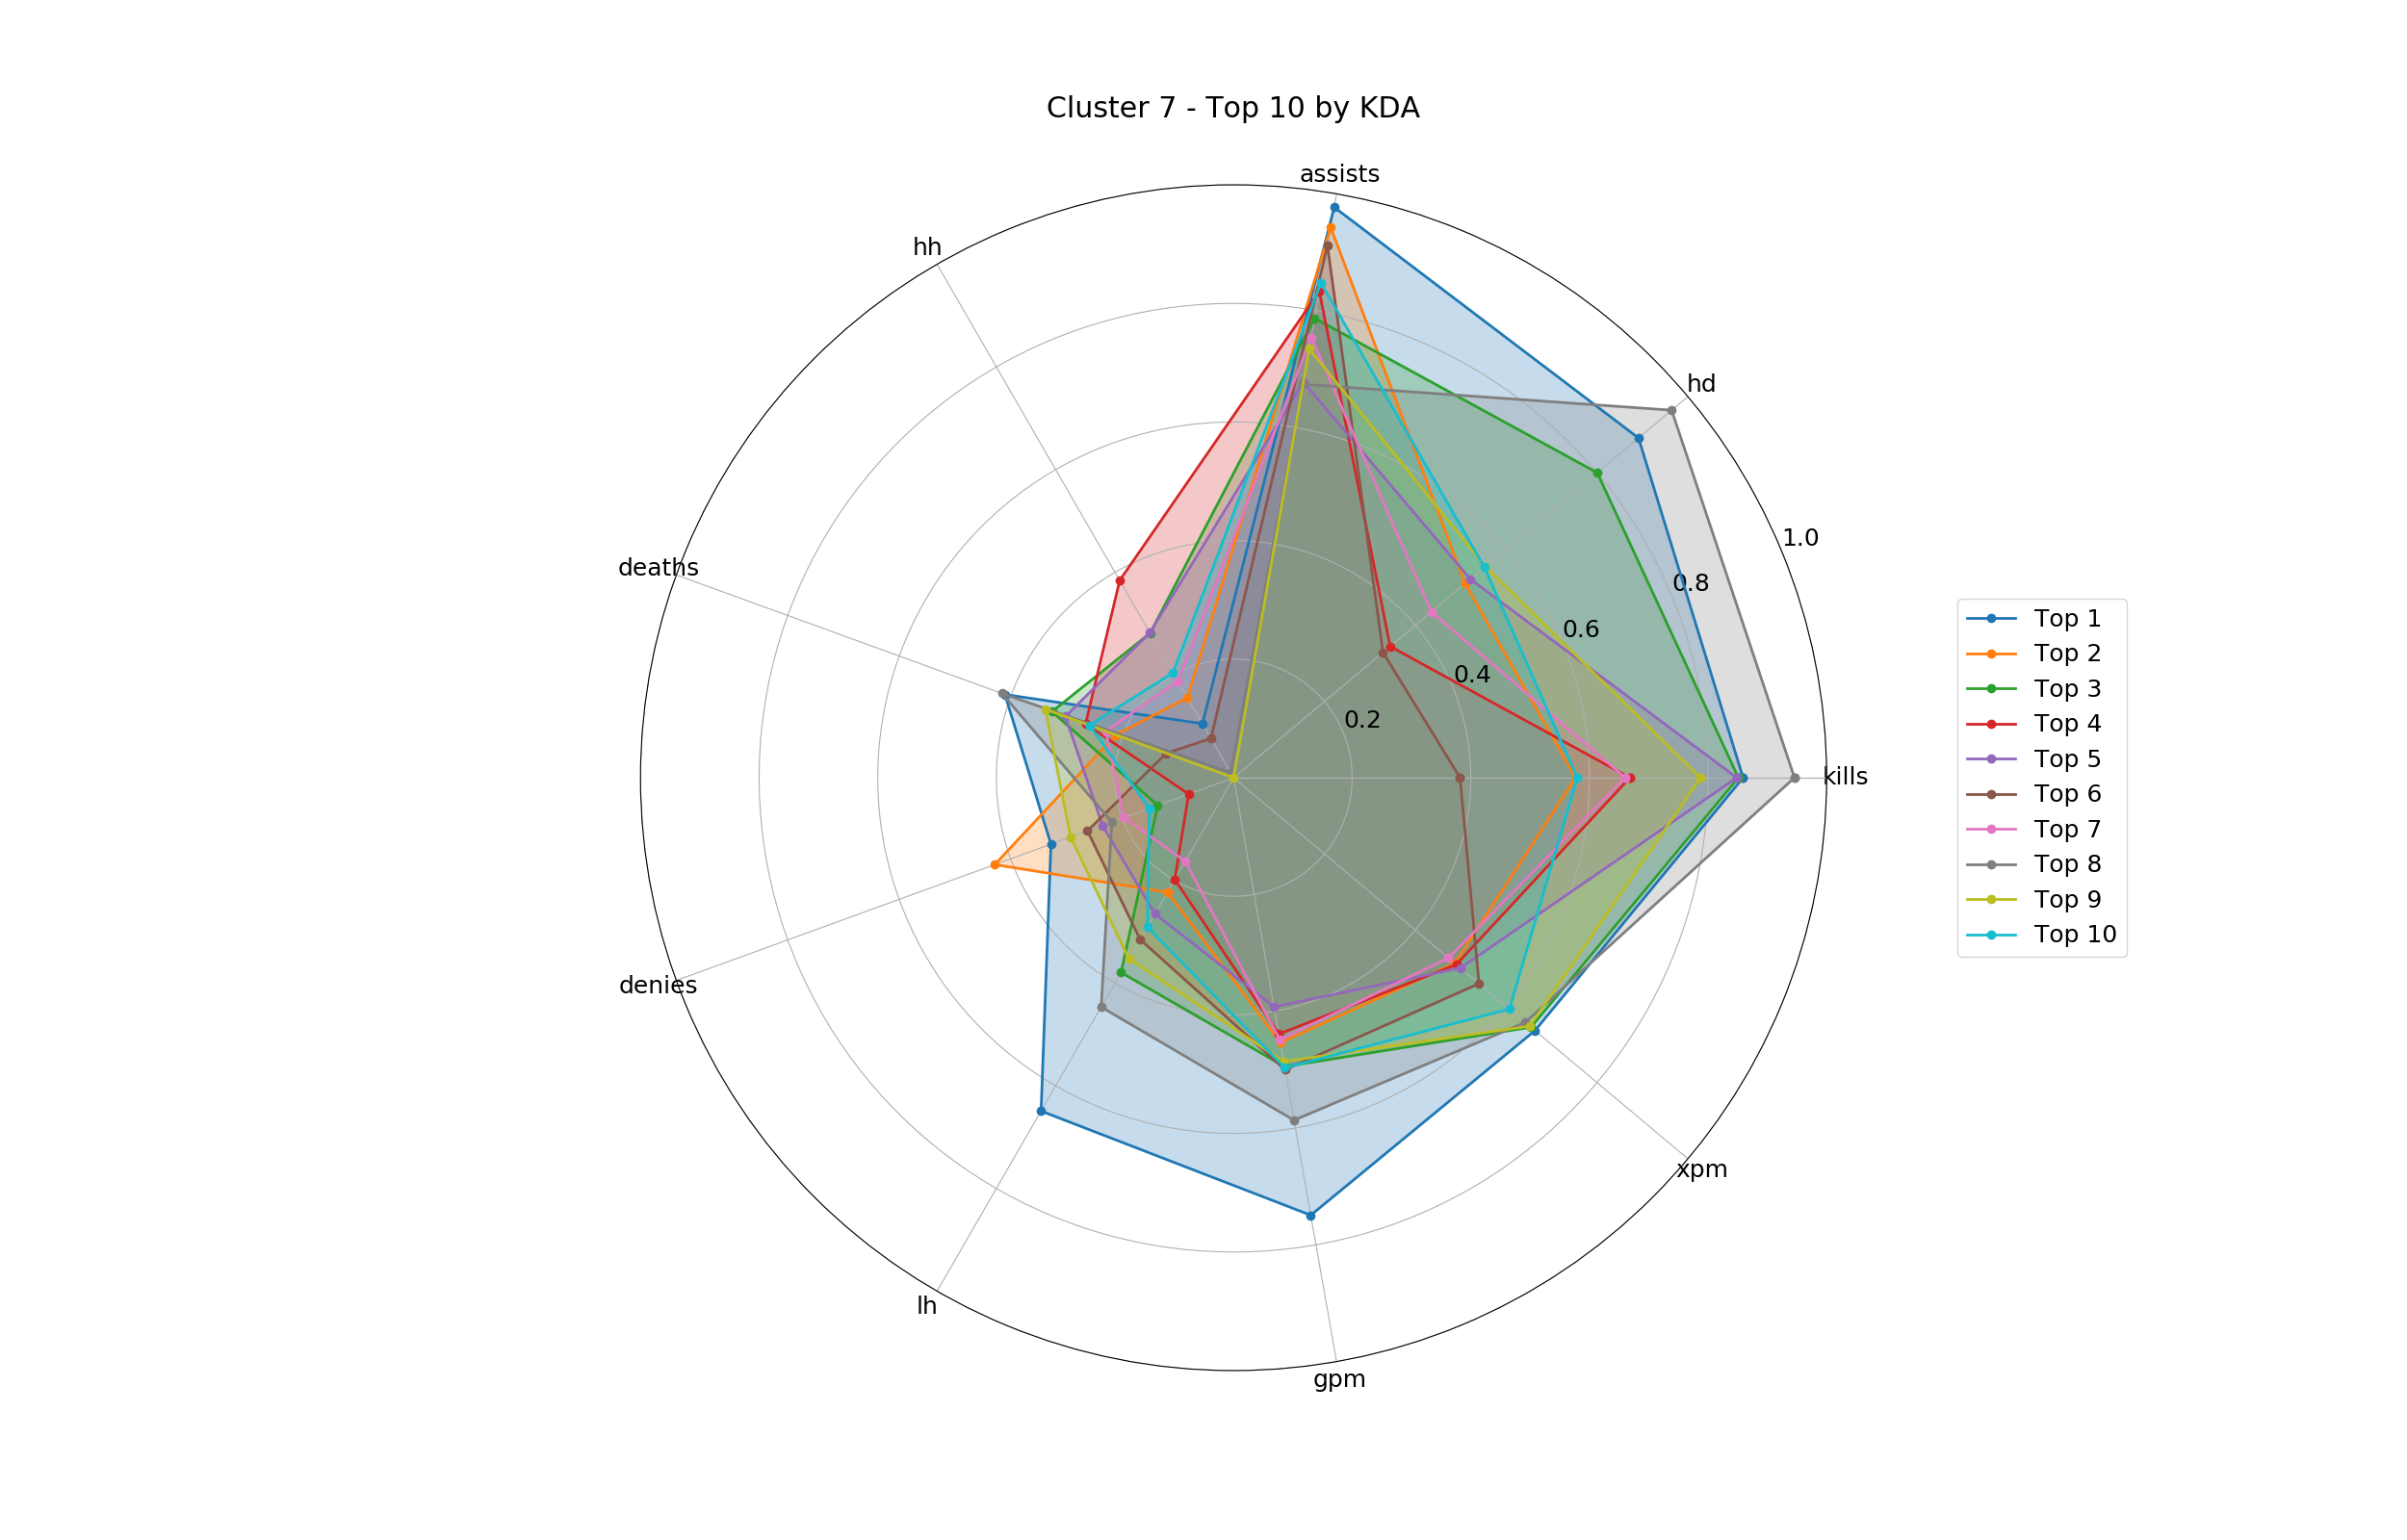 Cluster 7 - Top 10 by KDA
assists
hh
hd
deaths
1.0
0.8
0.6
0.4
0.2
kills
denies
xpm
lh
gpm
Top 1
Top 2
Top 3
Top 4
Top 5
Top 6
Top 7
Top 8
Top 9
Top 10